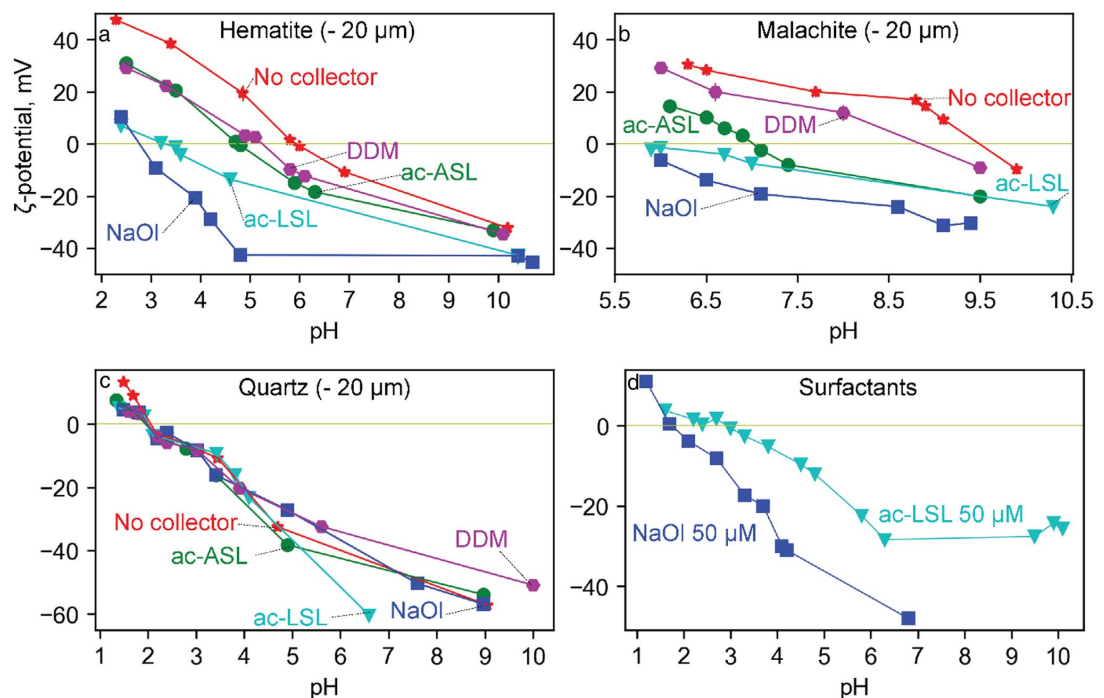 a Hematite (- 20 µm)
40
20
0
−20
−40
ζ-potential, mV
No collector
DDM
ac-ASL
ac-LSL
NaOl
2 3 4 5 6 7 8 9 10
pH
b Malachite (- 20 µm)
40
20
0
−20
−40
No collector
DDM
ac-ASL
ac-LSL
NaOl
5.5 6.5 7.5 8.5 9.5 10.5
pH
c Quartz (- 20 µm)
0
−20
−40
−60
ζ-potential, mV
No collector
ac-ASL
ac-LSL
DDM
NaOl
1 2 3 4 5 6 7 8 9 10
pH
d Surfactants
0
−20
−40
ac-LSL 50 µM
NaOl 50 µM
1 2 3 4 5 6 7 8 9 10
pH